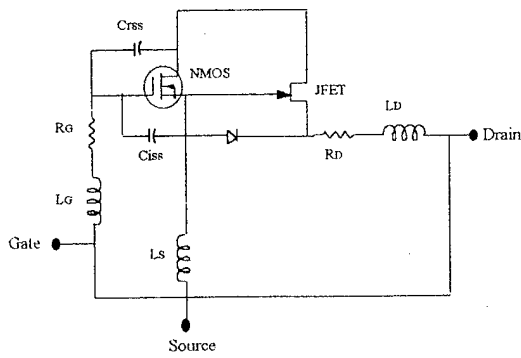 Crss
NMOS
JFET
LD
Drain
RG
Ciss
RD
LG
Gate
LS
Source